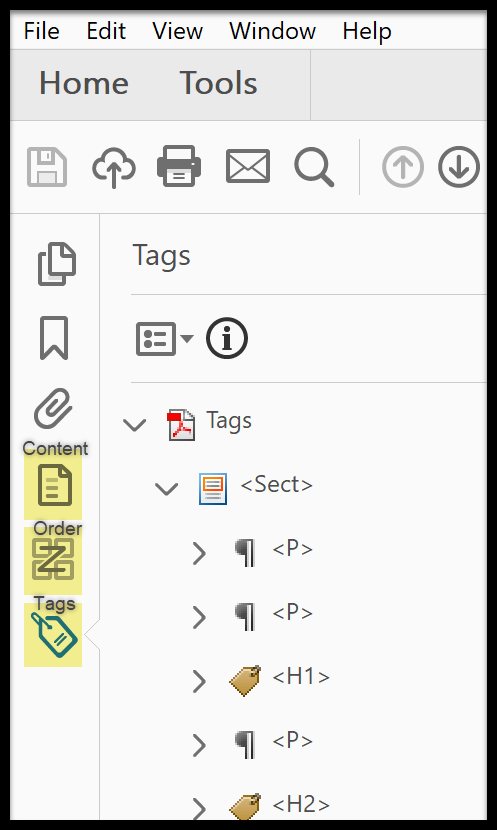 File Edit View Window Help
Home Tools
Tags
Tags
Content
<Sect>
Order
<P>
Tags
<P>
<H1>
<P>
<H2>